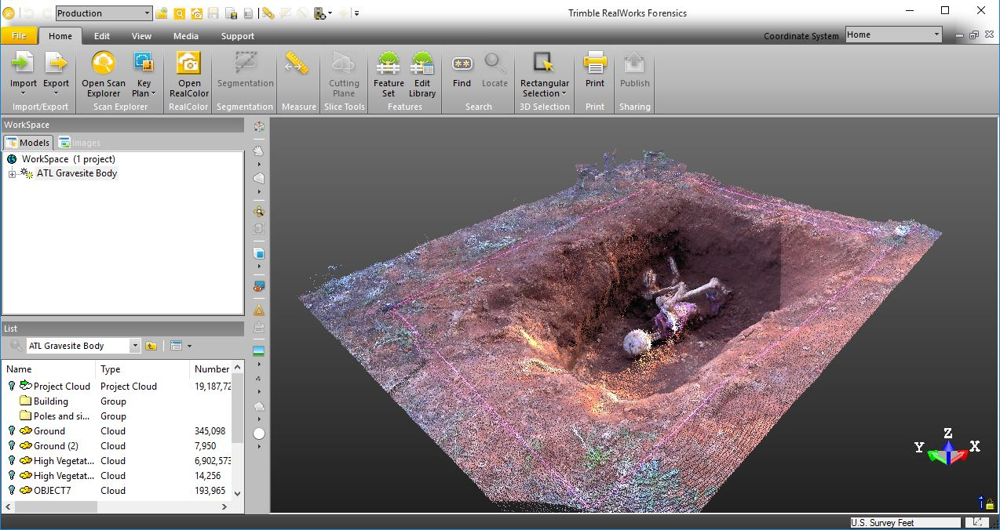 Production
Trimble RealWorks Forensics
File Home Edit View Media Support
Coordinate System Home
Import Export Open Scan Explorer Key Plan Open RealColor Segmentation Cutting Plane Feature Set Edit Library Find Locate Rectangular Selection Print Publish
Import/Export Scan Explorer RealColor Segmentation Measure Slice Tools Features Search 3D Selection Print Sharing
WorkSpace
Models Images
WorkSpace (1 project)
ATL Gravesite Body
List
ATL Gravesite Body
Name Type Number
Project Cloud Project Cloud 19,187,72
Building Group
Poles and si... Group
Ground Cloud 345,098
Ground (2) Cloud 7,950
High Vegetat... Cloud 6,902,573
High Vegetat... Cloud 14,256
OBJECT7 Cloud 193,965
Z
Y X
1
U.S. Survey Feet